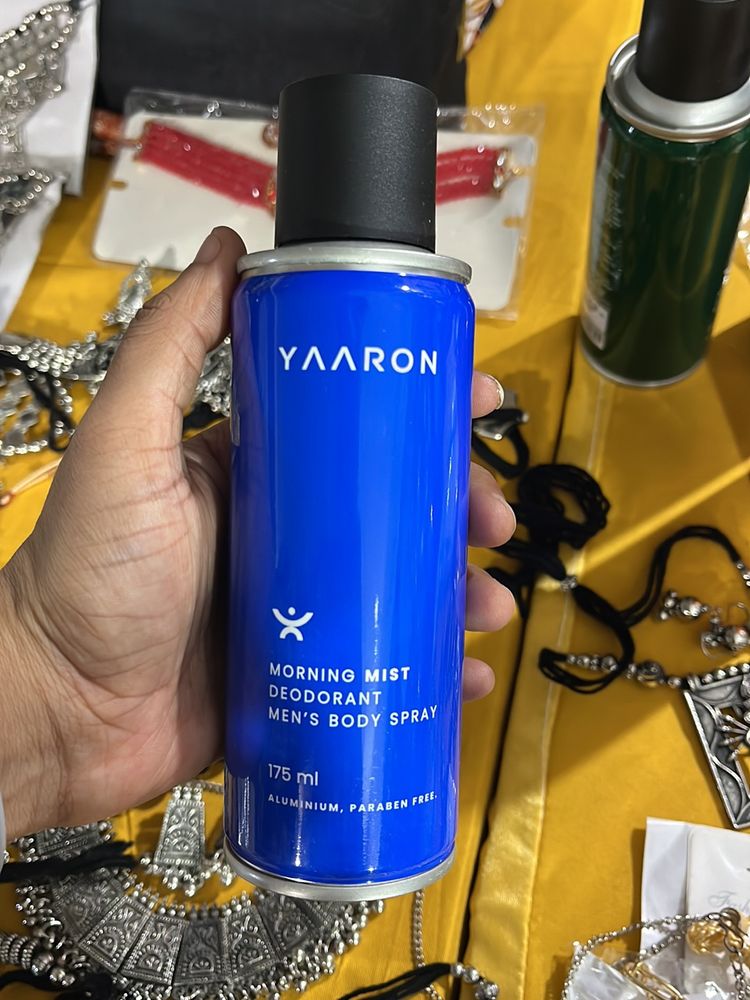 YAARON
MORNING MIST
DEODORANT
MEN'S BODY SPRAY
175 ml
ALUMINIUM, PARABEN FREE.